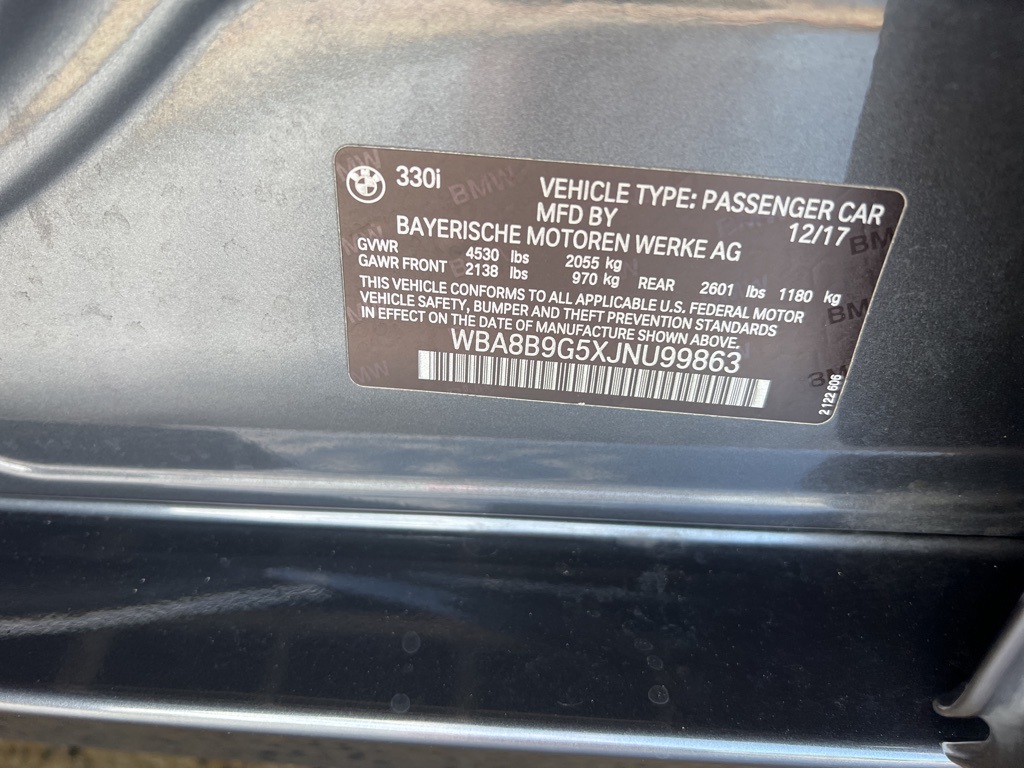 330i
VEHICLE TYPE: PASSENGER CAR
MFD BY 12/17
BAYERISCHE MOTOREN WERKE AG
GVWR 4530 lbs 2055 kg
GAWR FRONT 2138 lbs 970 kg REAR 2601 lbs 1180 kg
THIS VEHICLE CONFORMS TO ALL APPLICABLE U.S. FEDERAL MOTOR
VEHICLE SAFETY, BUMPER AND THEFT PREVENTION STANDARDS
IN EFFECT ON THE DATE OF MANUFACTURE SHOWN ABOVE.
WBA8B9G5XJNU99863
2 122 606